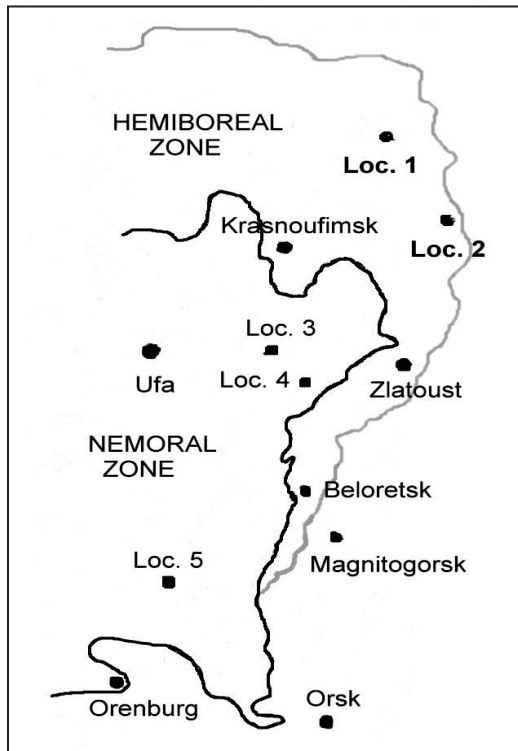 HEMIBOREAL
ZONE
Loc. 1
Krasnoufimsk
Loc. 2
Loc. 3
Ufa
Loc. 4
Zlatoust
NEMORAL
ZONE
Beloretsk
Magnitogorsk
Loc. 5
Orenburg
Orsk